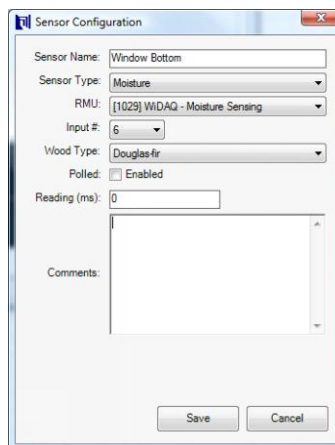 Sensor Configuration
Sensor Name: Window Bottom
Sensor Type: Moisture
RMU: [1029] WiDAQ - Moisture Sensing
Input #: 6
Wood Type: Douglas-fir
Polled: Enabled
Reading (ms): 0
Comments:
Save Cancel